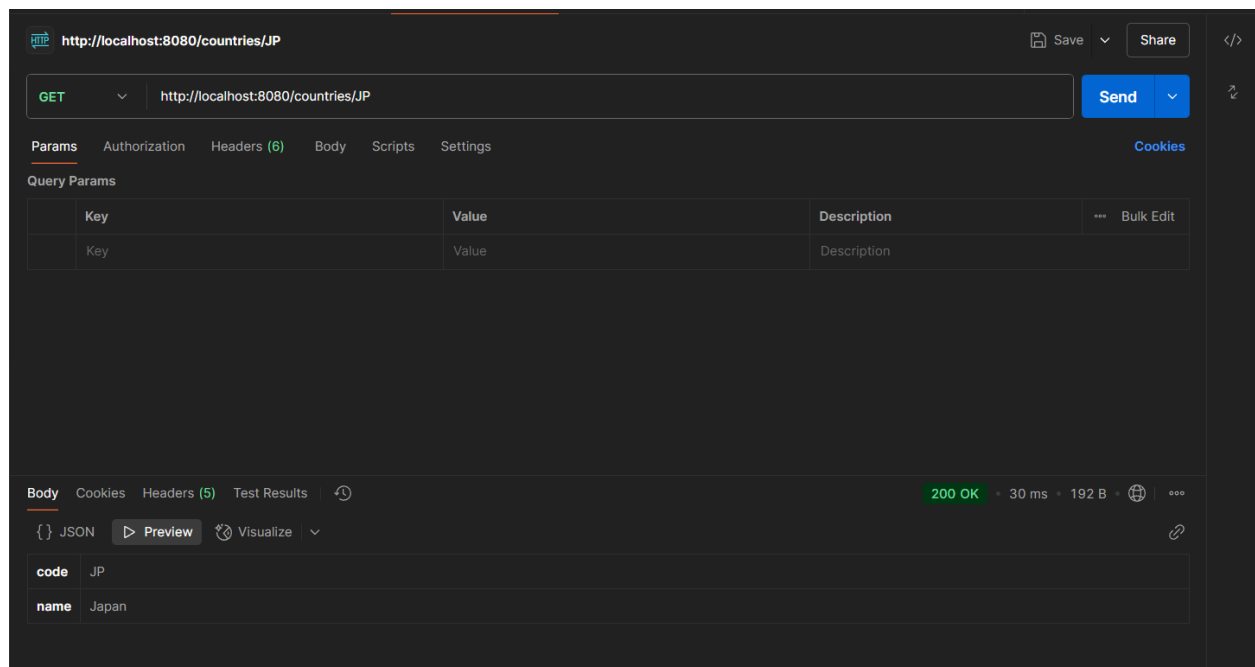 HTTP http://localhost:8080/countries/JP Save Share </>
GET http://localhost:8080/countries/JP Send
Params Authorization Headers (6) Body Scripts Settings Cookies
Query Params
Key Value Description Bulk Edit
Key Value Description
Body Cookies Headers (5) Test Results 200 OK • 30 ms • 192 B •
{} JSON Preview Visualize
code JP
name Japan